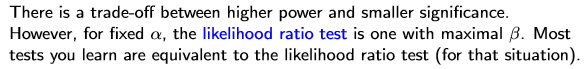 There is a trade-off between higher power and smaller significance.
However, for fixed α, the likelihood ratio test is one with maximal β. Most
tests you learn are equivalent to the likelihood ratio test (for that situation).